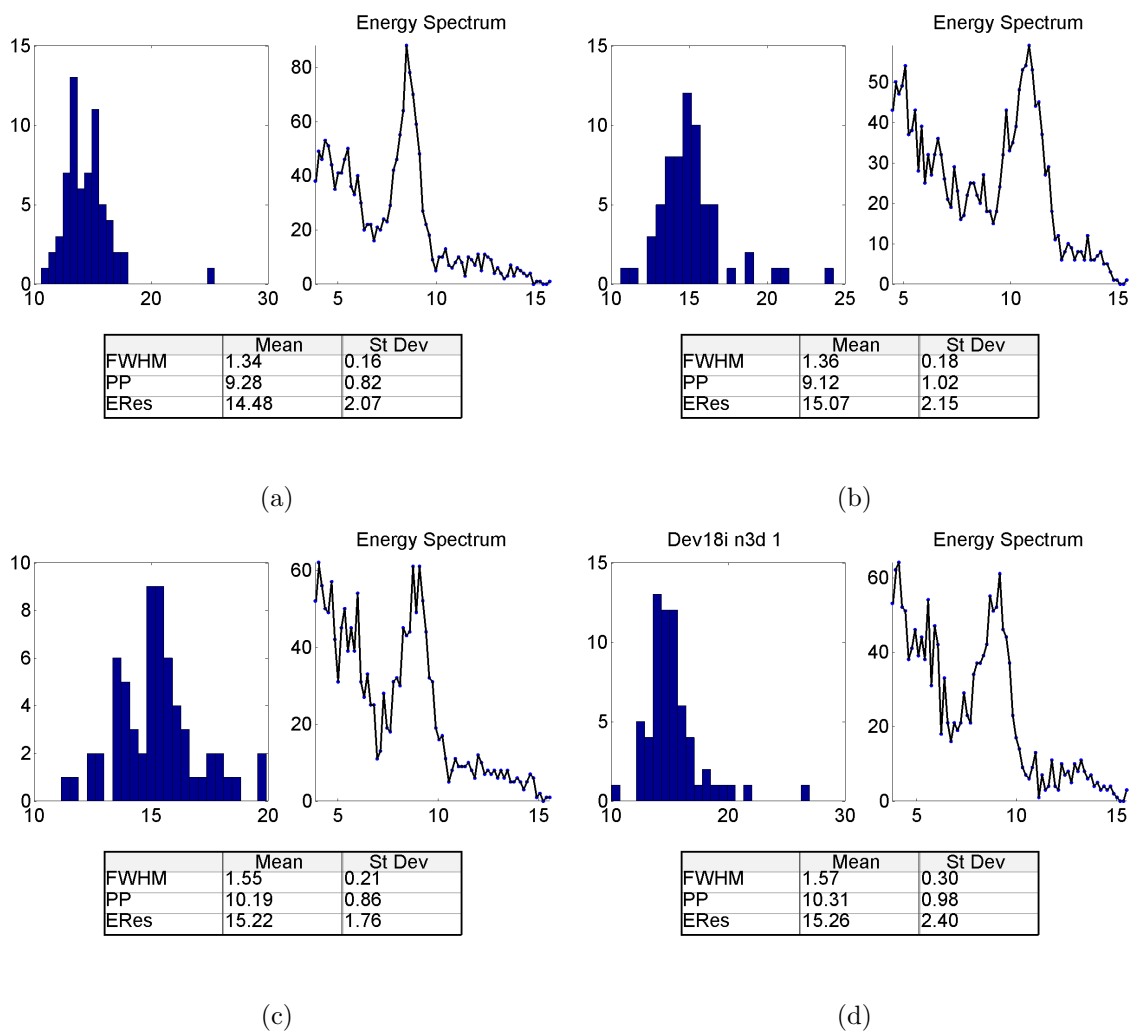 Energy Spectrum
15
10
5
0
10 20 30
80
60
40
20
0
5 10 15
Mean St Dev
FWHM 1.34 0.16
PP 9.28 0.82
ERes 14.48 2.07
(a)
Energy Spectrum
15
10
5
0
10 15 20 25
50
40
30
20
10
0
5 10 15
Mean St Dev
FWHM 1.36 0.18
PP 9.12 1.02
ERes 15.07 2.15
(b)
Energy Spectrum
10
8
6
4
2
0
10 15 20
60
40
20
0
5 10 15
Mean St Dev
FWHM 1.55 0.21
PP 10.19 0.86
ERes 15.22 1.76
(c)
Dev18i n3d 1 Energy Spectrum
15
10
5
0
10 20 30
60
40
20
0
5 10 15
Mean St Dev
FWHM 1.57 0.30
PP 10.31 0.98
ERes 15.26 2.40
(d)